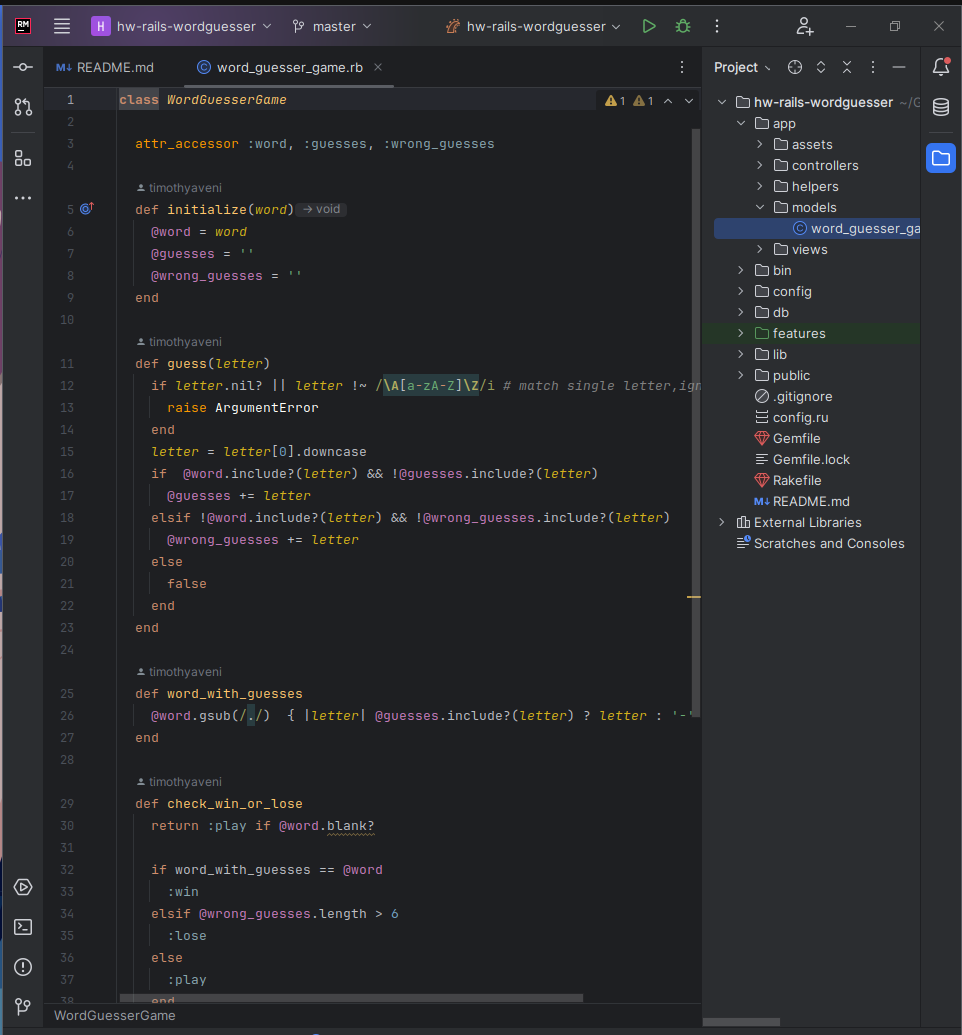 RM
H hw-rails-wordguesser
master
hw-rails-wordguesser
M↓ README.md
word_guesser_game.rb
Project
1 class WordGuesserGame
1 1
2
3 attr_accessor :word, :guesses, :wrong_guesses
4
timothyaveni
5 def initialize(word) → void
6 @word = word
7 @guesses = ''
8 @wrong_guesses = ''
9 end
10
timothyaveni
11 def guess(letter)
12 if letter.nil? || letter !~ /\A[a-zA-Z]\Z/i # match single letter,ign
13 raise ArgumentError
14 end
15 letter = letter[0].downcase
16 if  @word.include?(letter) && !@guesses.include?(letter)
17 @guesses += letter
18 elsif !@word.include?(letter) && !@wrong_guesses.include?(letter)
19 @wrong_guesses += letter
20 else
21 false
22 end
23 end
24
timothyaveni
25 def word_with_guesses
26 @word.gsub(/./)  { |letter| @guesses.include?(letter) ? letter : '-'
27 end
28
timothyaveni
29 def check_win_or_lose
30 return :play if @word.blank?
31
32 if word_with_guesses == @word
33 :win
34 elsif @wrong_guesses.length > 6
35 :lose
36 else
37 :play
38 end
WordGuesserGame
hw-rails-wordguesser ~/G
app
assets
controllers
helpers
models
word_guesser_ga
views
bin
config
db
features
lib
public
.gitignore
config.ru
Gemfile
Gemfile.lock
Rakefile
M↓ README.md
External Libraries
Scratches and Consoles